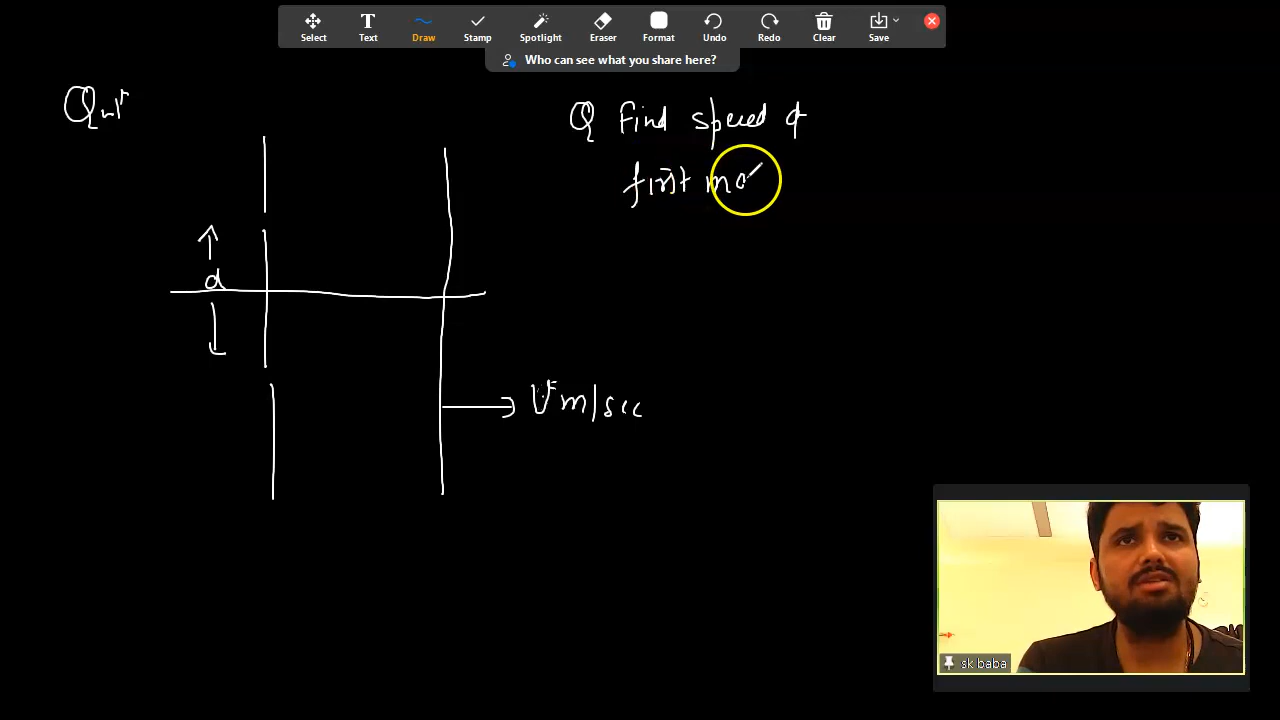 Select Text Draw Stamp Spotlight Eraser Format Undo Redo Clear Save
Who can see what you share here?
Q Find speed of
first ma
d
V m/sec
sk baba